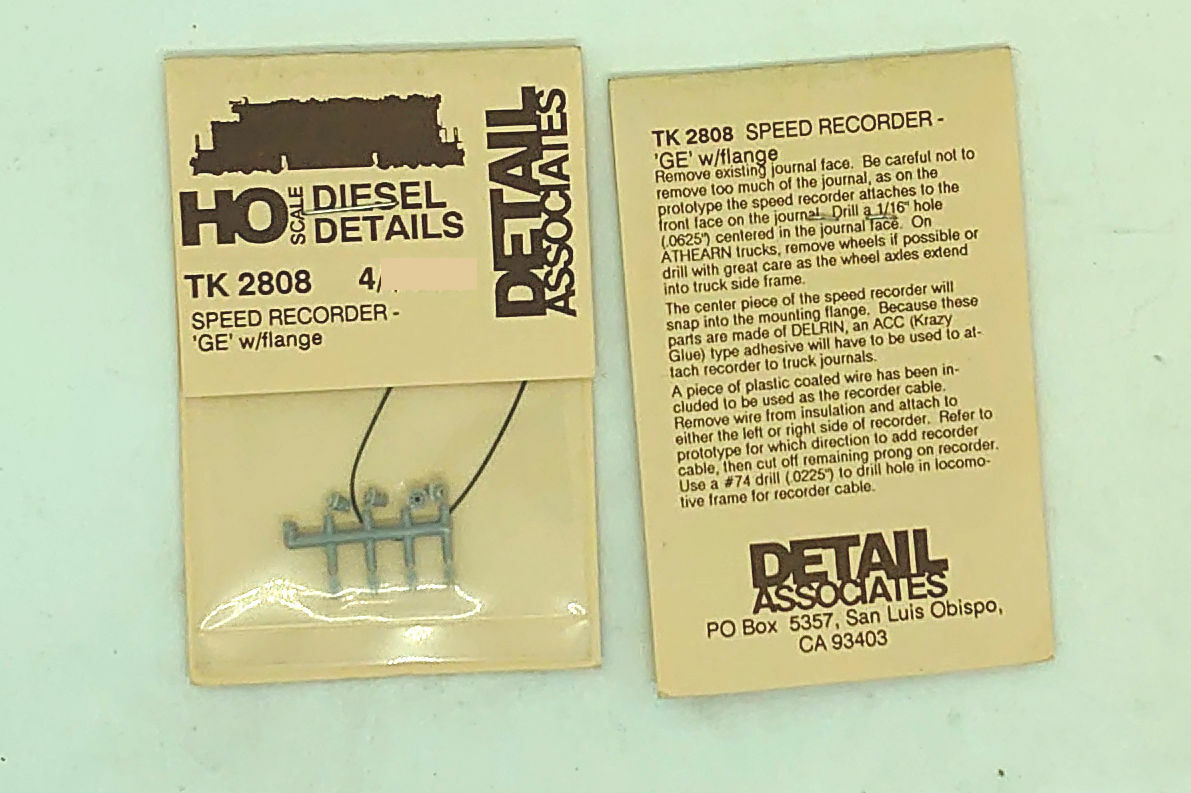 HO SCALE DIESEL
DETAILS
DETAIL
ASSOCIATES
TK 2808 4/
SPEED RECORDER -
'GE' w/flange
TK 2808 SPEED RECORDER -
'GE' w/flange
Remove existing journal face. Be careful not to
remove too much of the journal, as on the
prototype the speed recorder attaches to the
front face on the journal. Drill a 1/16" hole
(.0625") centered in the journal face. On
ATHEARN trucks, remove wheels if possible or
drill with great care as the wheel axles extend
into truck side frame.
The center piece of the speed recorder will
snap into the mounting flange. Because these
parts are made of DELRIN, an ACC (Krazy
Glue) type adhesive will have to be used to at-
tach recorder to truck journals.
A piece of plastic coated wire has been in-
cluded to be used as the recorder cable.
Remove wire from insulation and attach to
either the left or right side of recorder. Refer to
prototype for which direction to add recorder
cable, then cut off remaining prong on recorder.
Use a #74 drill (.0225") to drill hole in locomo-
tive frame for recorder cable.
DETAIL
ASSOCIATES
PO Box 5357, San Luis Obispo,
CA 93403